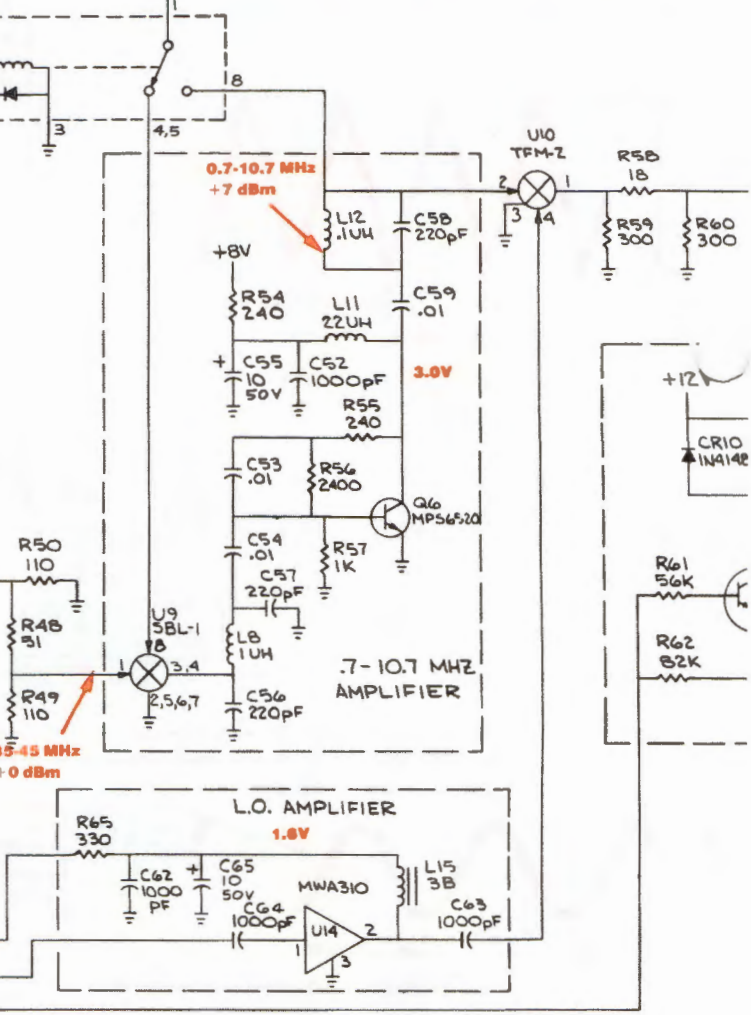 8
3
4,5
0.7-10.7 MHz
+7 dBm
L12
.1UH
C58
220pF
U10
TFM-2
2
1
3
4
R58
18
R59
300
R60
300
+8V
R54
240
L11
22UH
C59
.01
+
C55
10
50V
C52
1000pF
3.0V
R55
240
+12
CR10
1N4148
C53
.01
R56
2400
Q6
MPS6520
C54
.01
R57
1K
C57
220pF
R50
110
R48
51
R49
110
U9
SBL-1
8
1
3,4
2,5,6,7
L8
1UH
C56
220pF
.7-10.7 MHZ
AMPLIFIER
R61
56K
R62
82K
-45 MHz
0 dBm
L.O. AMPLIFIER
1.6V
R65
330
C62
1000
PF
+
C65
10
50V
C64
1000pF
MWA310
U14
1
2
3
L15
3B
C63
1000pF